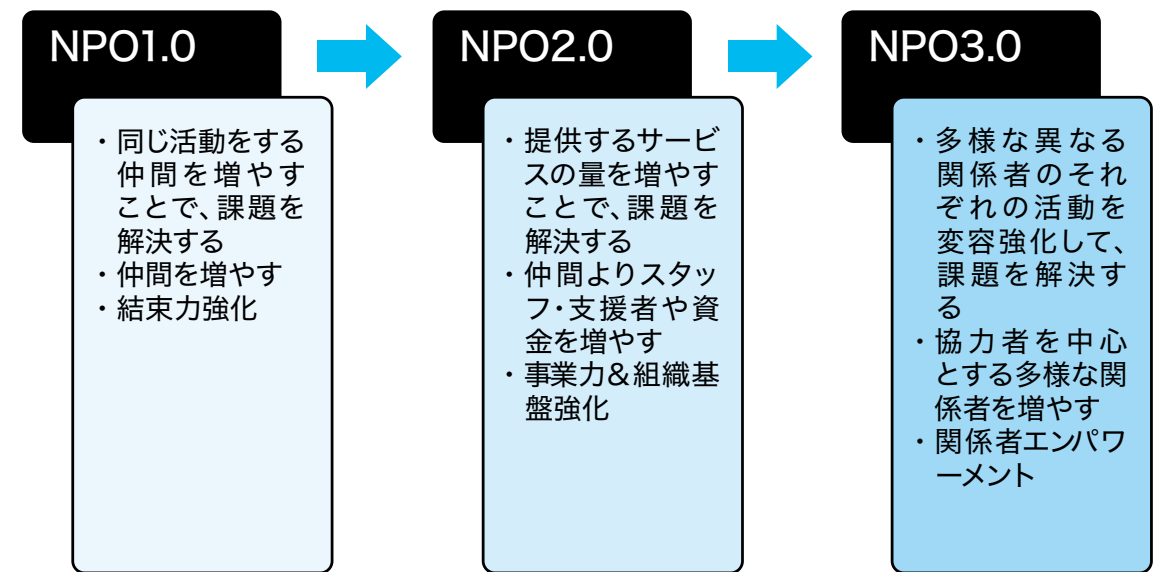 NPO1.0
・同じ活動をする
仲間を増やす
ことで、課題を
解決する
・仲間を増やす
・結束力強化
NPO2.0
・提供するサービ
スの量を増やす
ことで、課題を
解決する
・仲間よりスタッ
フ・支援者や資
金を増やす
・事業力&組織基
盤強化
NPO3.0
・多様な異なる
関係者のそれ
ぞれの活動を
変容強化して、
課題を解決す
る
・協力者を中心
とする多様な関
係者を増やす
・関係者エンパワ
ーメント